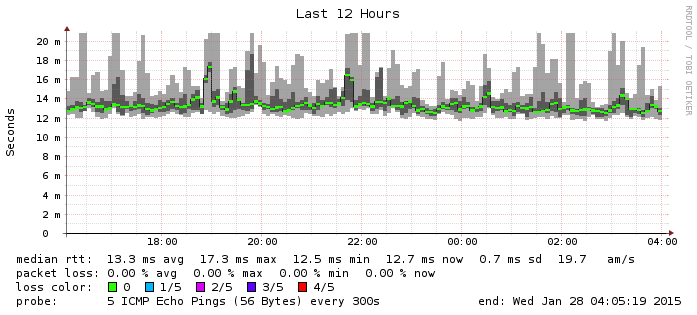 Last 12 Hours
RRDTOOL / TOBI OETIKER
Seconds
20 m
18 m
16 m
14 m
12 m
10 m
8 m
6 m
4 m
2 m
0
18:00 20:00 22:00 00:00 02:00 04:00
median rtt: 13.3 ms avg 17.3 ms max 12.5 ms min 12.7 ms now 0.7 ms sd 19.7 am/s
packet loss: 0.00 % avg 0.00 % max 0.00 % min 0.00 % now
loss color: 0 1/5 2/5 3/5 4/5
probe: 5 ICMP Echo Pings (56 Bytes) every 300s end: Wed Jan 28 04:05:19 2015